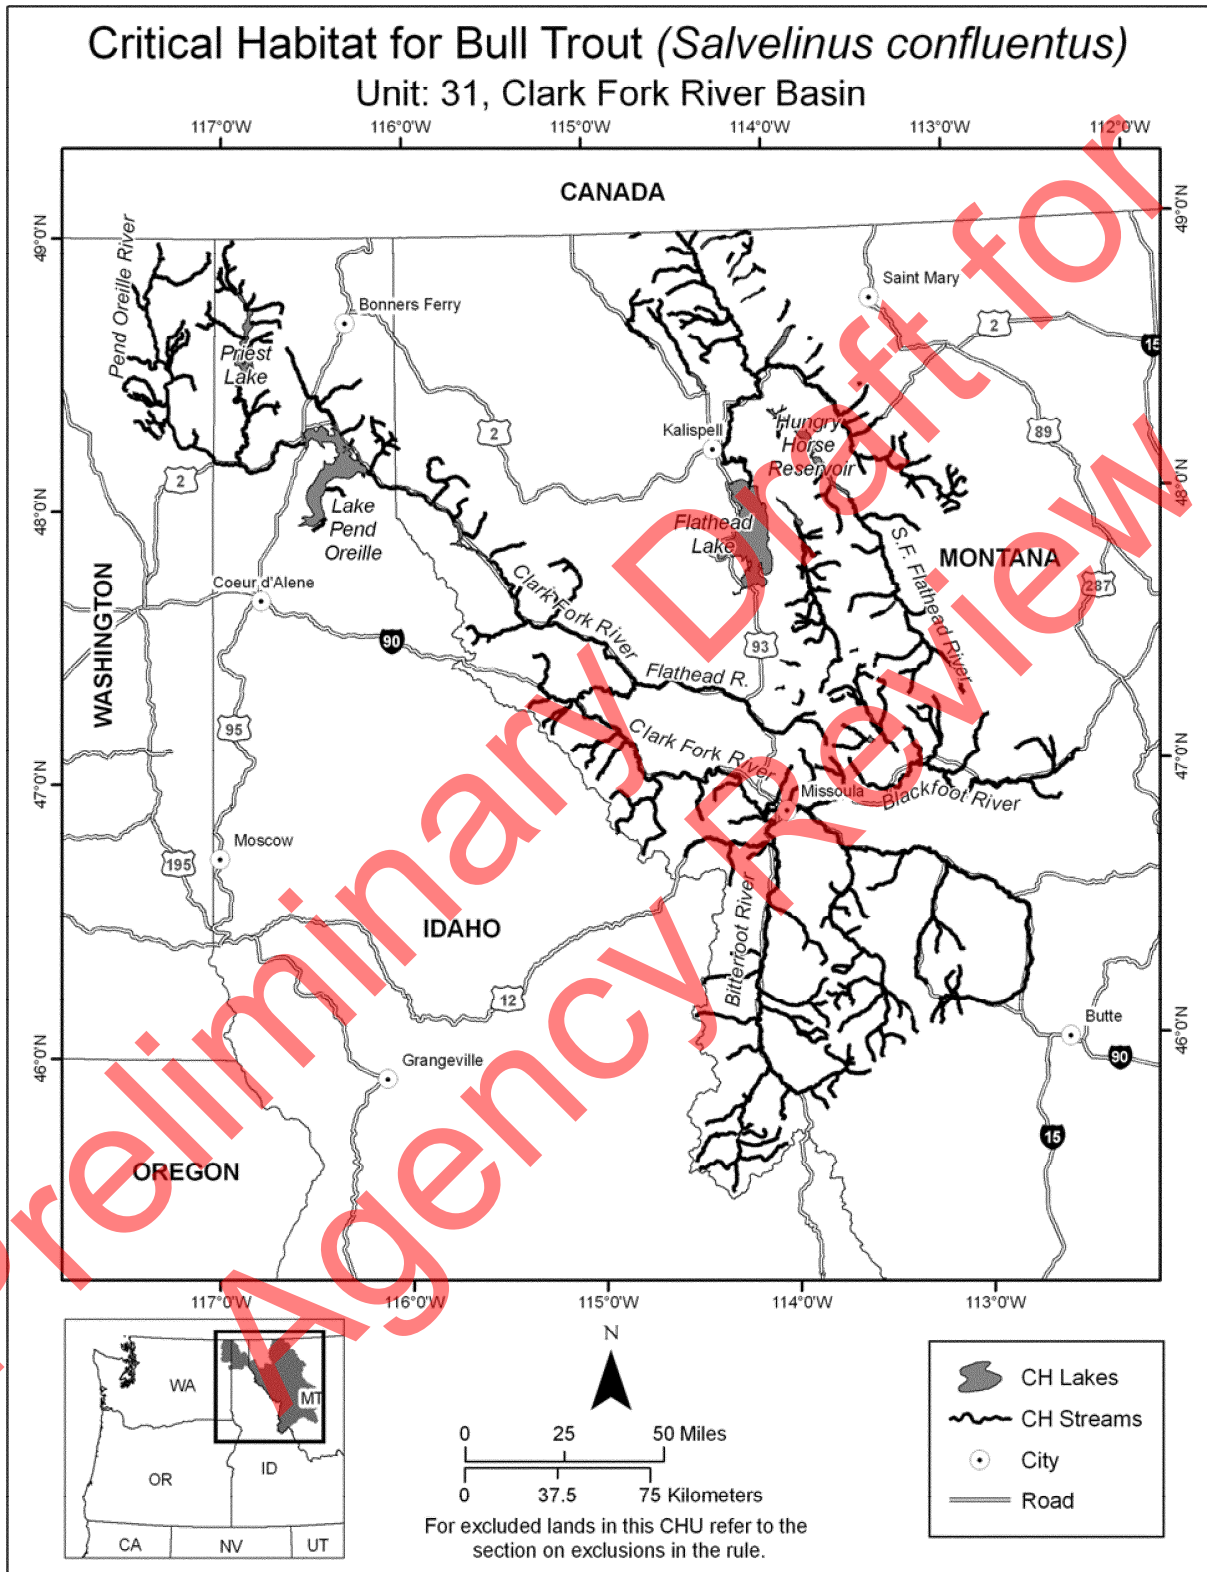 Critical Habitat for Bull Trout (Salvelinus confluentus)
Unit: 31, Clark Fork River Basin
117°0'W 116°0'W 115°0'W 114°0'W 113°0'W 112°0'W
CANADA
49°0'N
49°0'N
Pend Oreille River
Saint Mary
Bonners Ferry
2
15
Priest
Lake
Kalispell
Hungry
Horse
Reservoir
2
89
2
48°0'N
48°0'N
Lake
Pend
Oreille
Flathead
Lake
S.F. Flathead River
MONTANA
287
WASHINGTON
Coeur d'Alene
Clark Fork River
90
93
Flathead R.
95
Clark Fork River
47°0'N
47°0'N
Missoula
Blackfoot River
Moscow
195
Bitterroot River
IDAHO
12
Butte
46°0'N
46°0'N
Grangeville
90
15
OREGON
117°0'W 116°0'W 115°0'W 114°0'W 113°0'W
Preliminary Draft for
Agency Review
WA
MT
OR
ID
CA NV UT
N
0 25 50 Miles
0 37.5 75 Kilometers
For excluded lands in this CHU refer to the
section on exclusions in the rule.
CH Lakes
CH Streams
City
Road